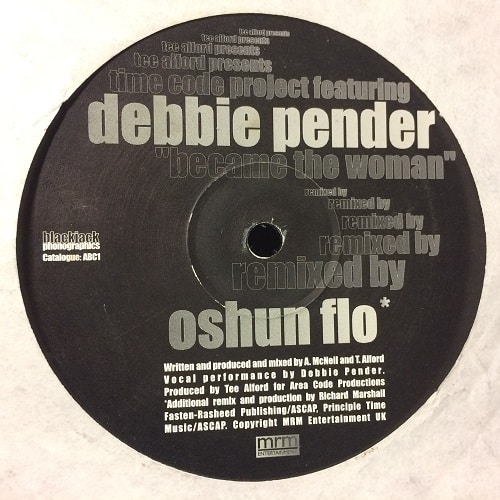 tee alford presents
tee alford presents
tee alford presents
tee alford presents
time code project featuring
debbie pender
"became the woman"
remixed by
remixed by
remixed by
remixed by
remixed by
blackjack
phonographics
Catalogue: ABC1
oshun flo*
Written and produced and mixed by A. McNeil and T. Alford
Vocal performance by Debbie Pender.
Produced by Tee Alford for Area Code Productions
*Additional remix and production by Richard Marshall
Fasten-Rasheed Publishing/ASCAP. Principle Time
Music/ASCAP. Copyright MRM Entertainment UK
mrm
ENTERTAINMENT